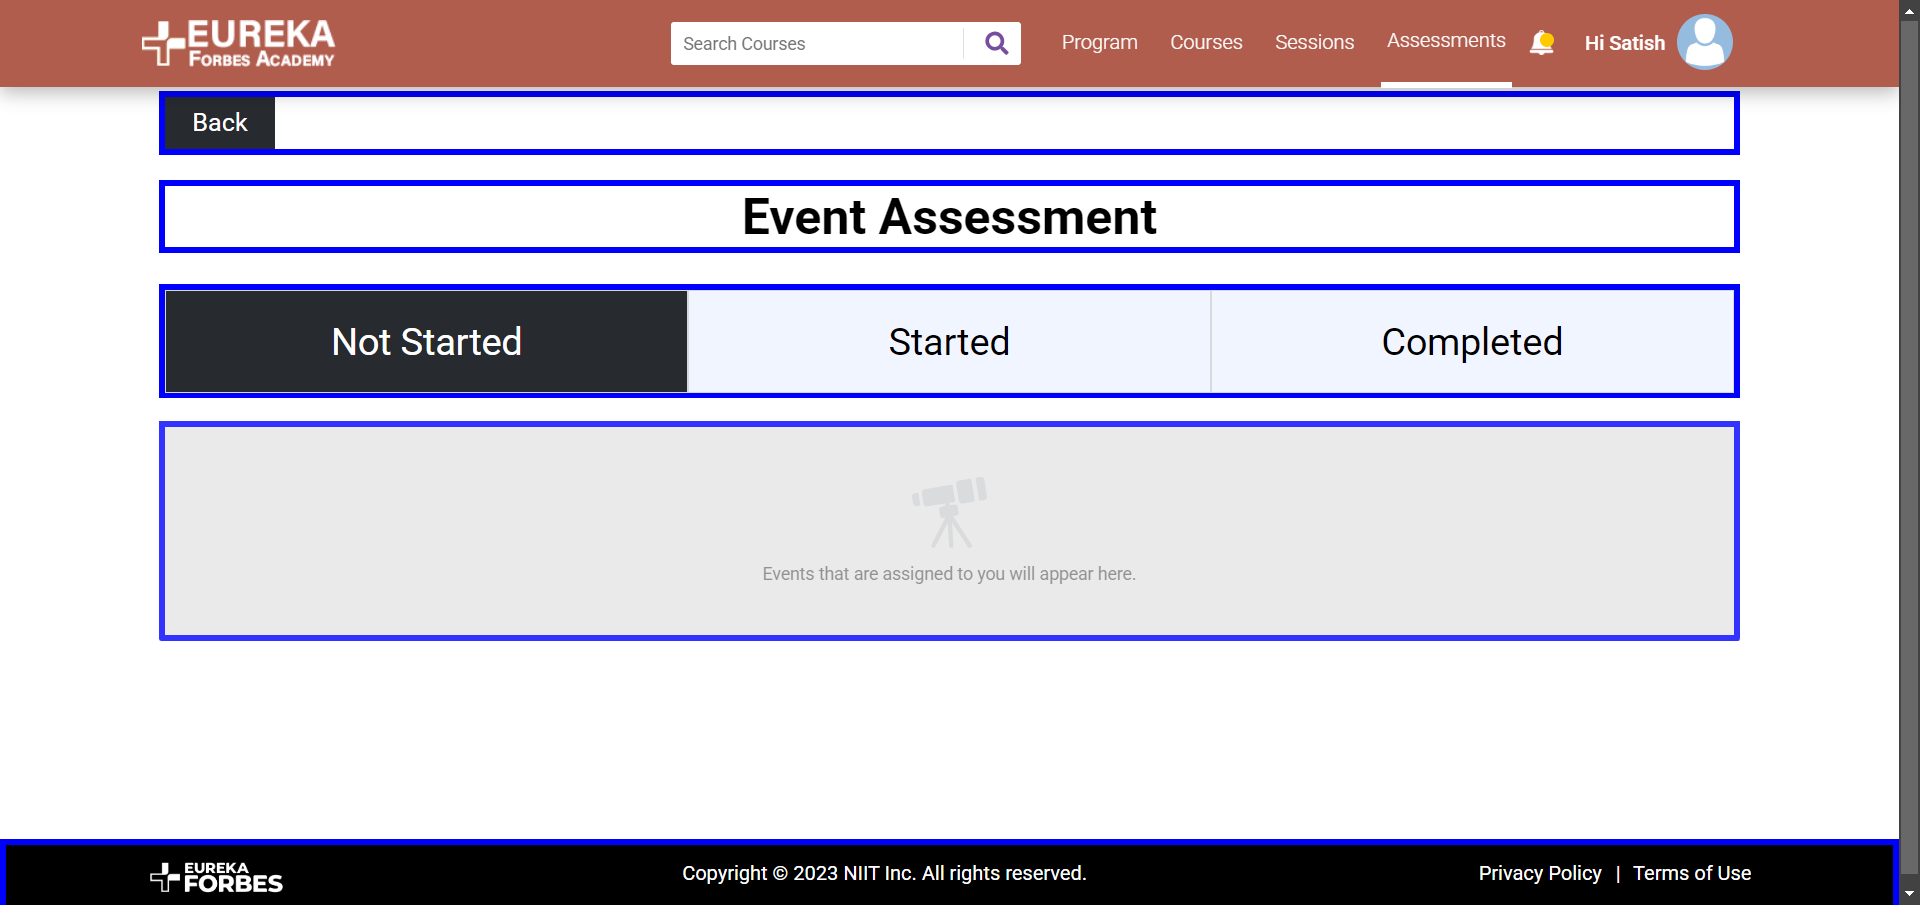 EUREKA
FORBES ACADEMY
Search Courses
Program
Courses
Sessions
Assessments
Hi Satish
Back
Event Assessment
Not Started
Started
Completed
Events that are assigned to you will appear here.
EUREKA
FORBES
Copyright © 2023 NIIT Inc. All rights reserved.
Privacy Policy | Terms of Use